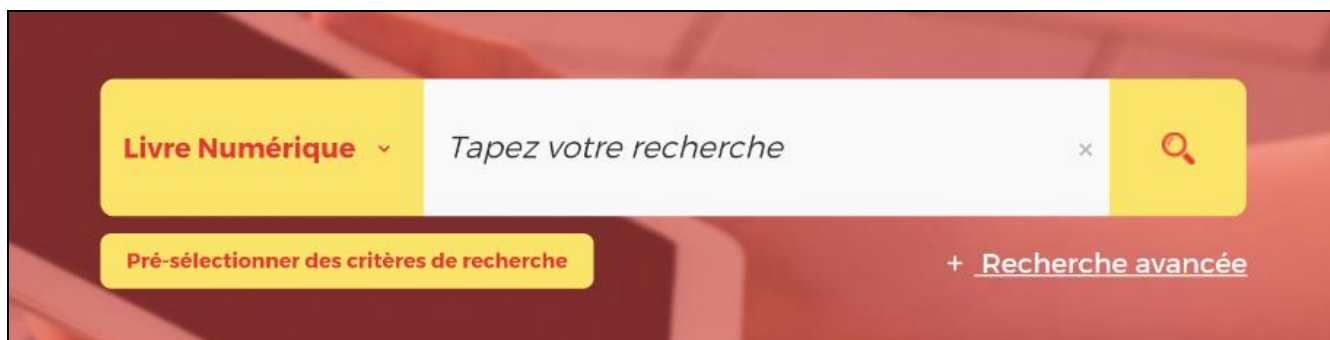 Livre Numérique
Tapez votre recherche
Pré-sélectionner des critères de recherche
+ Recherche avancée